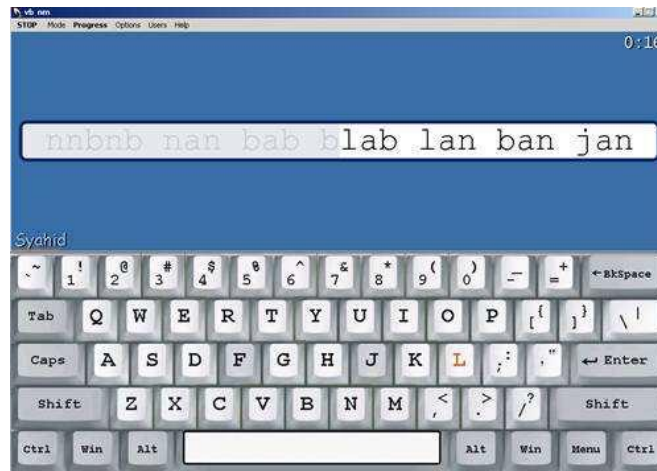 vb nm
STOP Mode Progress Options Users Help
0:16
nnbnb nan bab blab lan ban jan
Syahid
`~ 1! 2@ 3# 4$ 5% 6^ 7& 8* 9( 0) -_ =+ ←BkSpace
Tab Q W E R T Y U I O P [{ ]} \|
Caps A S D F G H J K L ;: '" ↵ Enter
Shift Z X C V B N M ,< .> /? Shift
Ctrl Win Alt Alt Win Menu Ctrl